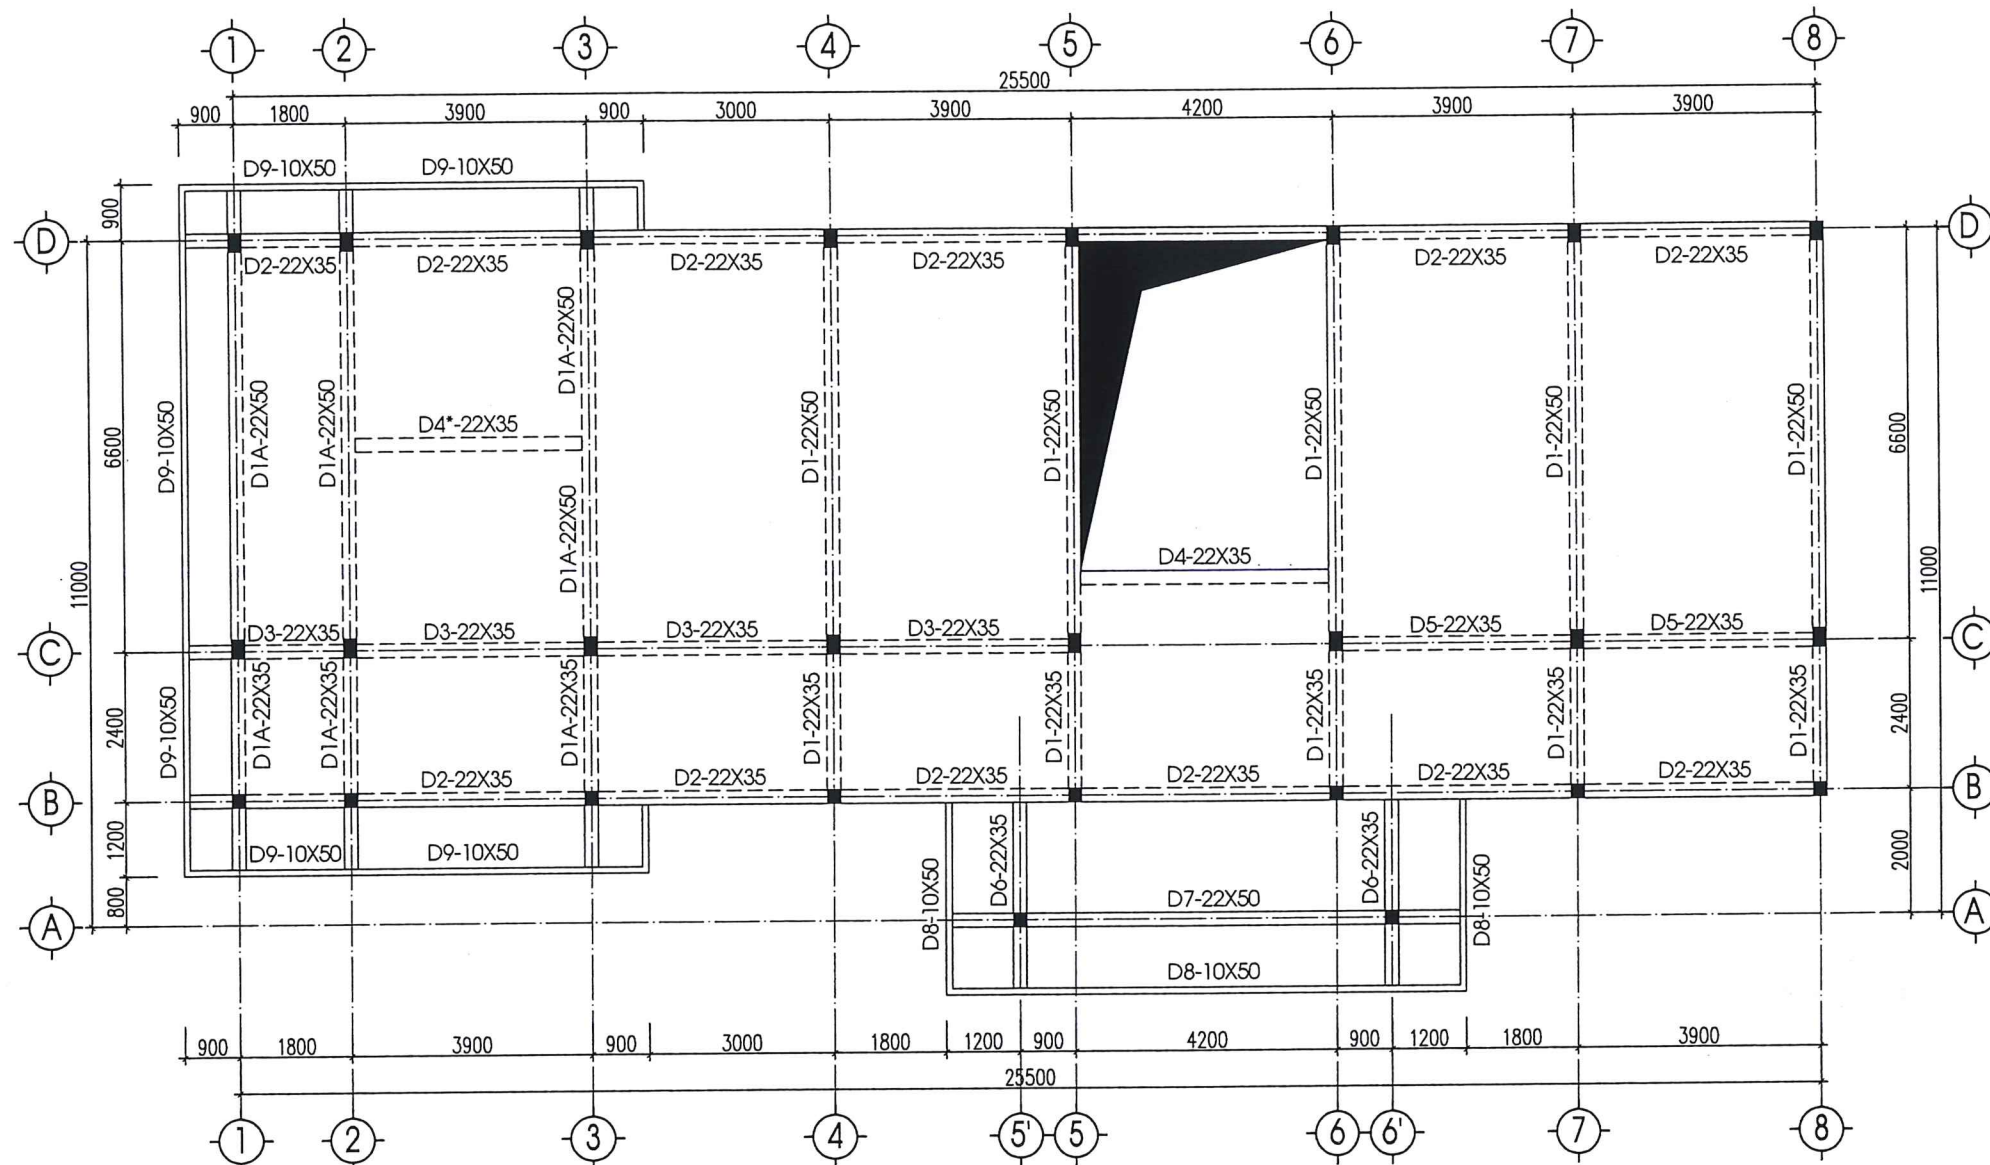 1 2 3 4 5 6 7 8
25500
900 1800 3900 900 3000 3900 4200 3900 3900
D9-10X50 D9-10X50
900
D D
D2-22X35 D2-22X35 D2-22X35 D2-22X35 D2-22X35 D2-22X35
D1A-22X50
D9-10X50 D1A-22X50 D1A-22X50 D1-22X50 D1-22X50 D1-22X50 D1-22X50 D1-22X50
D4*-22X35
6600 6600
D1A-22X50
11000 11000
D4-22X35
D3-22X35 D3-22X35 D3-22X35 D3-22X35 D5-22X35 D5-22X35
C C
D9-10X50 D1A-22X35 D1A-22X35 D1A-22X35 D1-22X35 D1-22X35 D1-22X35 D1-22X35 D1-22X35
2400 2400
D2-22X35 D2-22X35 D2-22X35 D2-22X35 D2-22X35 D2-22X35
B B
1200 2000
D9-10X50 D9-10X50
D6-22X35 D6-22X35
800
D8-10X50 D7-22X50 D8-10X50
A A
D8-10X50
900 1800 3900 900 3000 1800 1200 900 4200 900 1200 1800 3900
25500
1 2 3 4 5' 5 6 6' 7 8